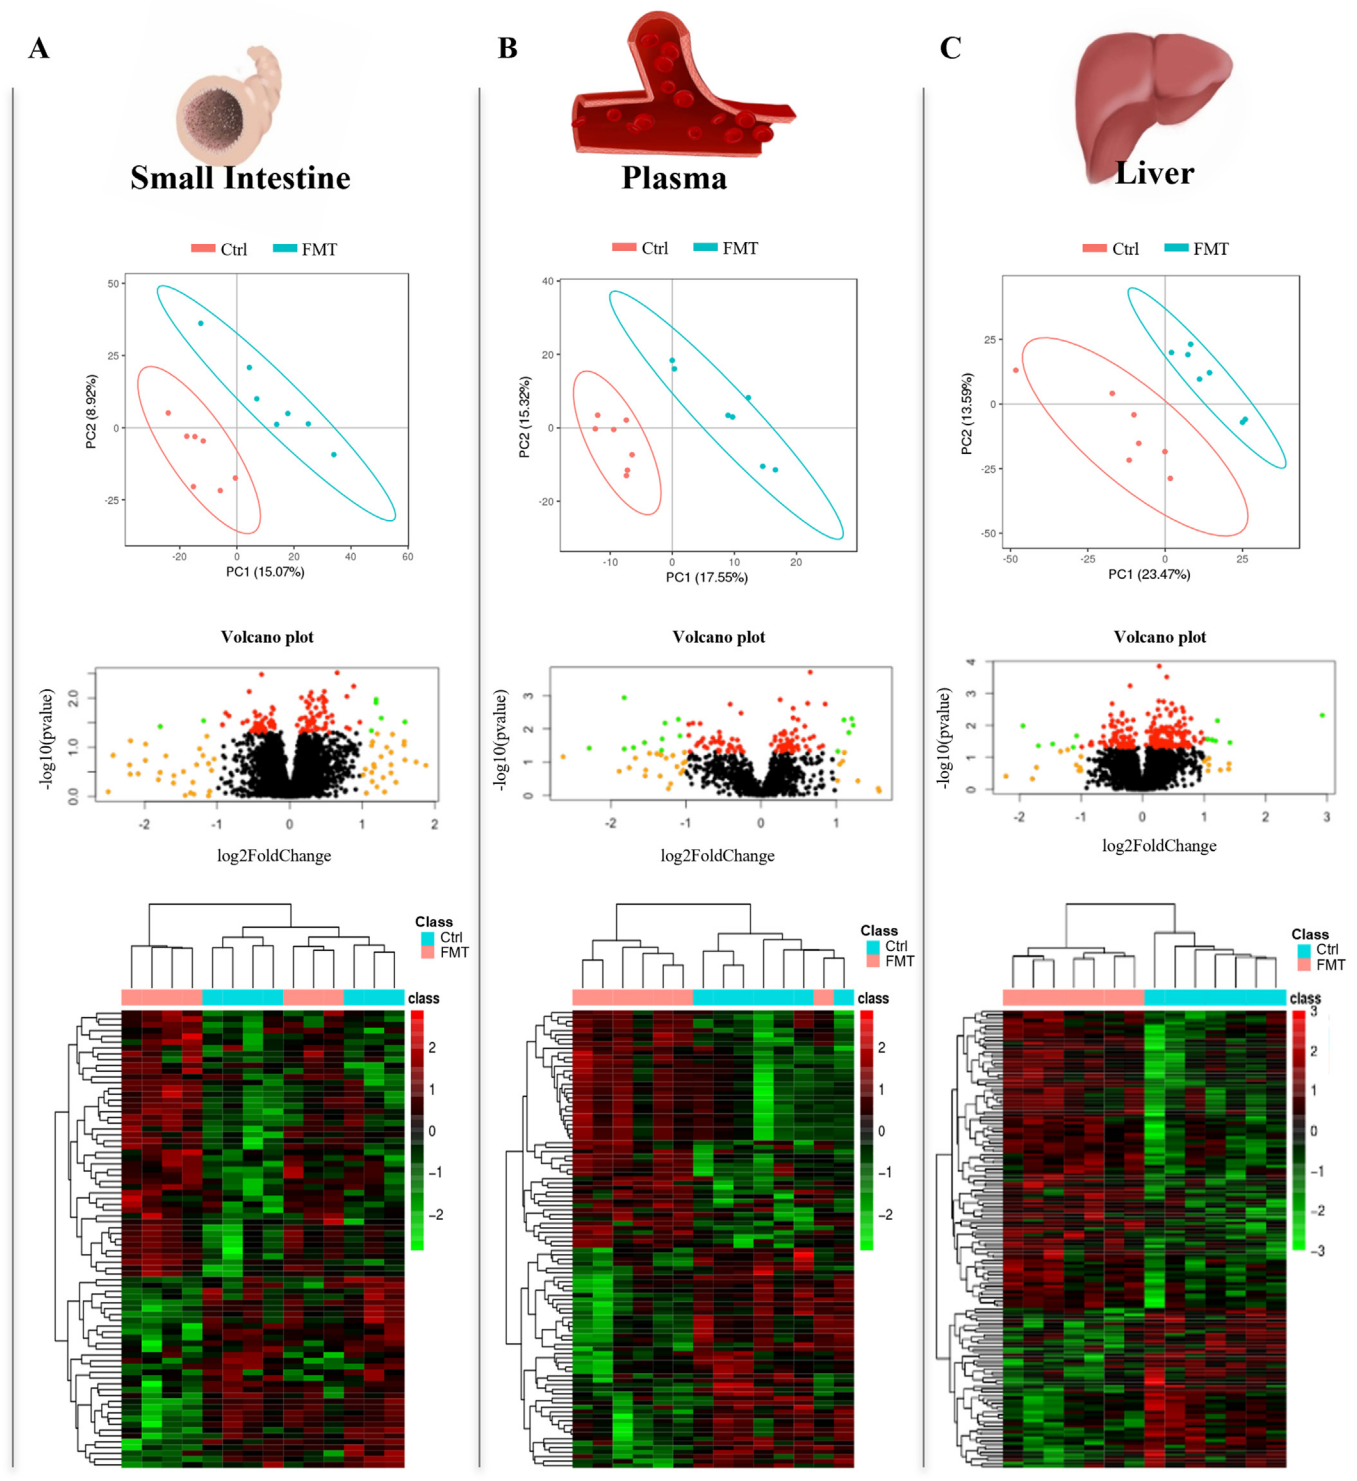 A
Small Intestine
Ctrl FMT
50
25
0
-25
PC2 (8.92%)
-20 0 20 40 60
PC1 (15.07%)
Volcano plot
-log10(pvalue)
2.0
1.0
0.0
-2 -1 0 1 2
log2FoldChange
Class
Ctrl
FMT
class
2
1
0
-1
-2
B
Plasma
Ctrl FMT
40
20
0
-20
PC2 (15.32%)
-10 0 10 20
PC1 (17.55%)
Volcano plot
-log10(pvalue)
3
2
1
0
-2 -1 0 1
log2FoldChange
Class
Ctrl
FMT
class
2
1
0
-1
-2
C
Liver
Ctrl FMT
25
0
-25
-50
PC2 (13.59%)
-50 -25 0 25
PC1 (23.47%)
Volcano plot
-log10(pvalue)
4
3
2
1
0
-2 -1 0 1 2 3
log2FoldChange
Class
Ctrl
FMT
class
3
2
1
0
-1
-2
-3